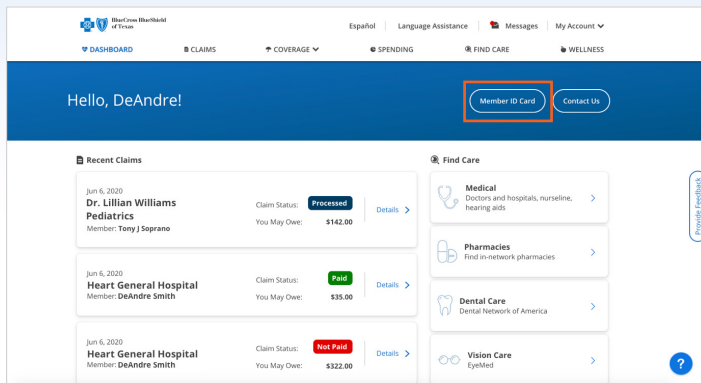 BlueCross BlueShield
of Texas
Español
Language Assistance
Messages
My Account
DASHBOARD
CLAIMS
COVERAGE
SPENDING
FIND CARE
WELLNESS
Hello, DeAndre!
Member ID Card
Contact Us
Recent Claims
Jun 6, 2020
Dr. Lillian Williams
Pediatrics
Member: Tony J Soprano
Claim Status: Processed
You May Owe: $142.00
Details
Jun 6, 2020
Heart General Hospital
Member: DeAndre Smith
Claim Status: Paid
You May Owe: $35.00
Details
Jun 6, 2020
Heart General Hospital
Member: DeAndre Smith
Claim Status: Not Paid
You May Owe: $322.00
Details
Find Care
Medical
Doctors and hospitals, nurseline,
hearing aids
Pharmacies
Find in-network pharmacies
Dental Care
Dental Network of America
Vision Care
EyeMed
Provide Feedback
?